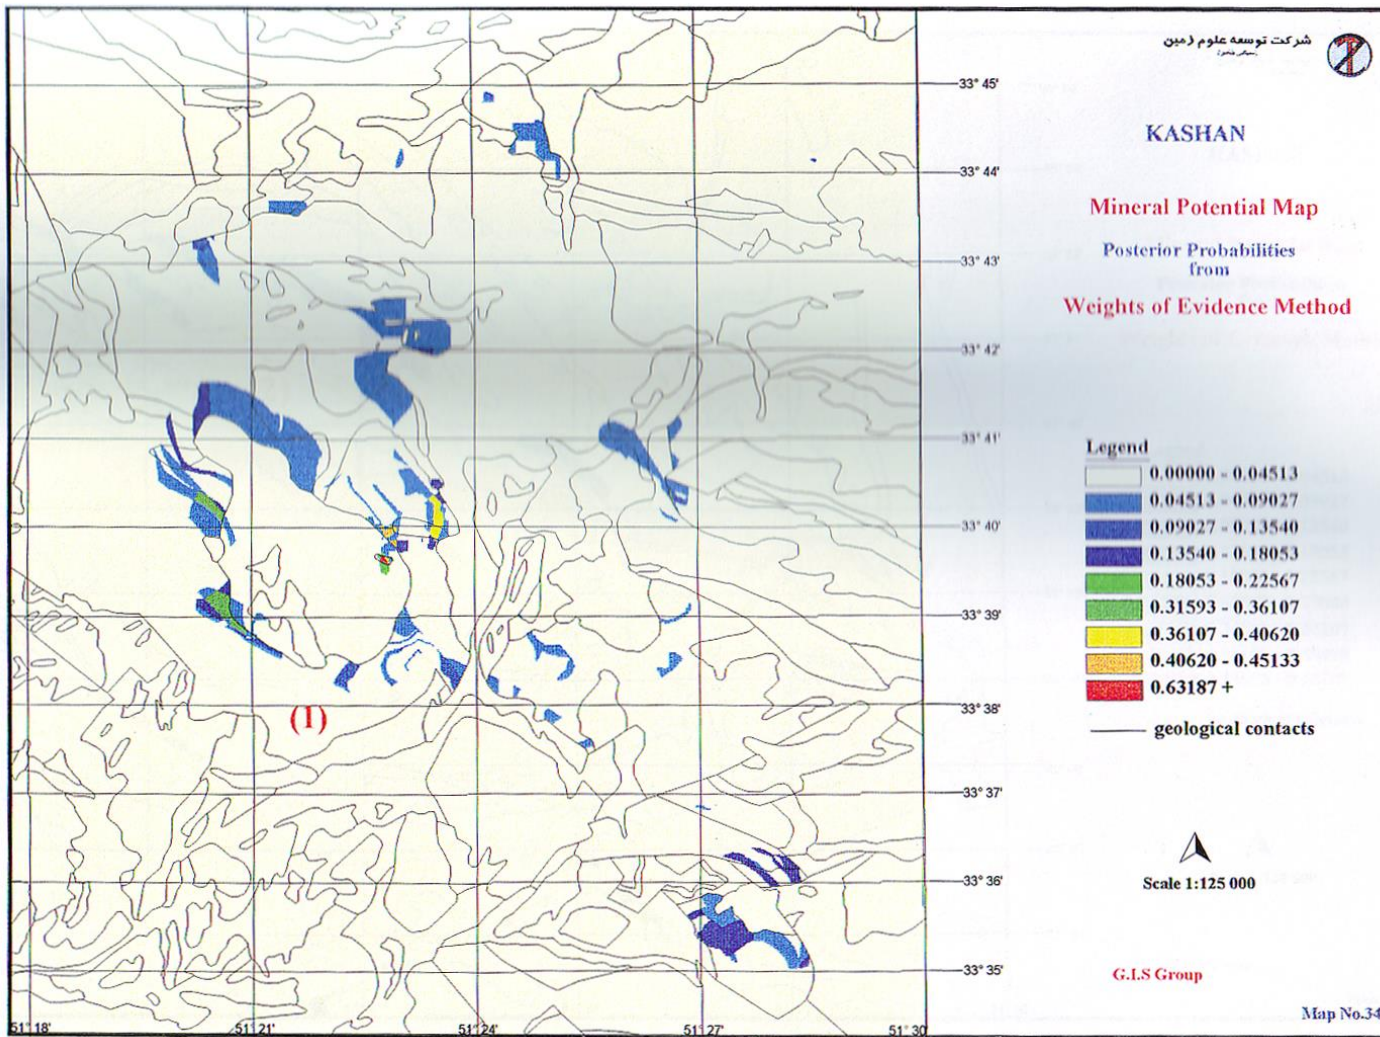 شرکت توسعه علوم زمین
KASHAN
Mineral Potential Map
Posterior Probabilities
from
Weights of Evidence Method
33° 45'
33° 44'
33° 43'
33° 42'
33° 41'
33° 40'
33° 39'
33° 38'
33° 37'
33° 36'
33° 35'
Legend
0.00000 - 0.04513
0.04513 - 0.09027
0.09027 - 0.13540
0.13540 - 0.18053
0.18053 - 0.22567
0.31593 - 0.36107
0.36107 - 0.40620
0.40620 - 0.45133
0.63187 +
geological contacts
(1)
Scale 1:125 000
G.I.S Group
Map No.34
51° 18'
51° 21'
51° 24'
51° 27'
51° 30'